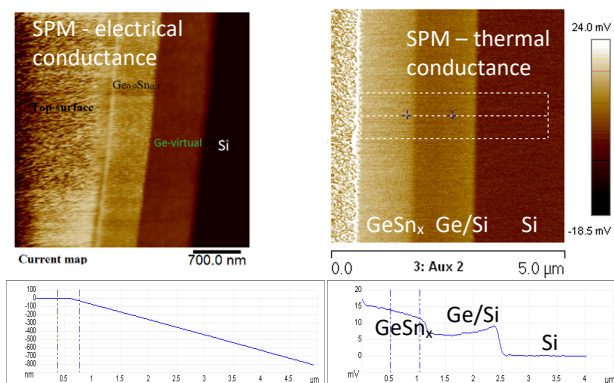 SPM - electrical
conductance
Ge₀.₉Sn₀.₁
Top surface
Ge-virtual
Si
Current map
700.0 nm
SPM – thermal
conductance
24.0 mV
GeSnₓ
Ge/Si
Si
-18.5 mV
0.0
3: Aux 2
5.0 µm
100
0
-100
-200
-300
-400
-500
-600
-700
-800
nm
0.5
1
1.5
2
2.5
3
3.5
4
4.5
µm
20
15
10
5
0
mV
GeSnₓ
Ge/Si
Si
0.5
1
1.5
2
2.5
3
3.5
4
µm